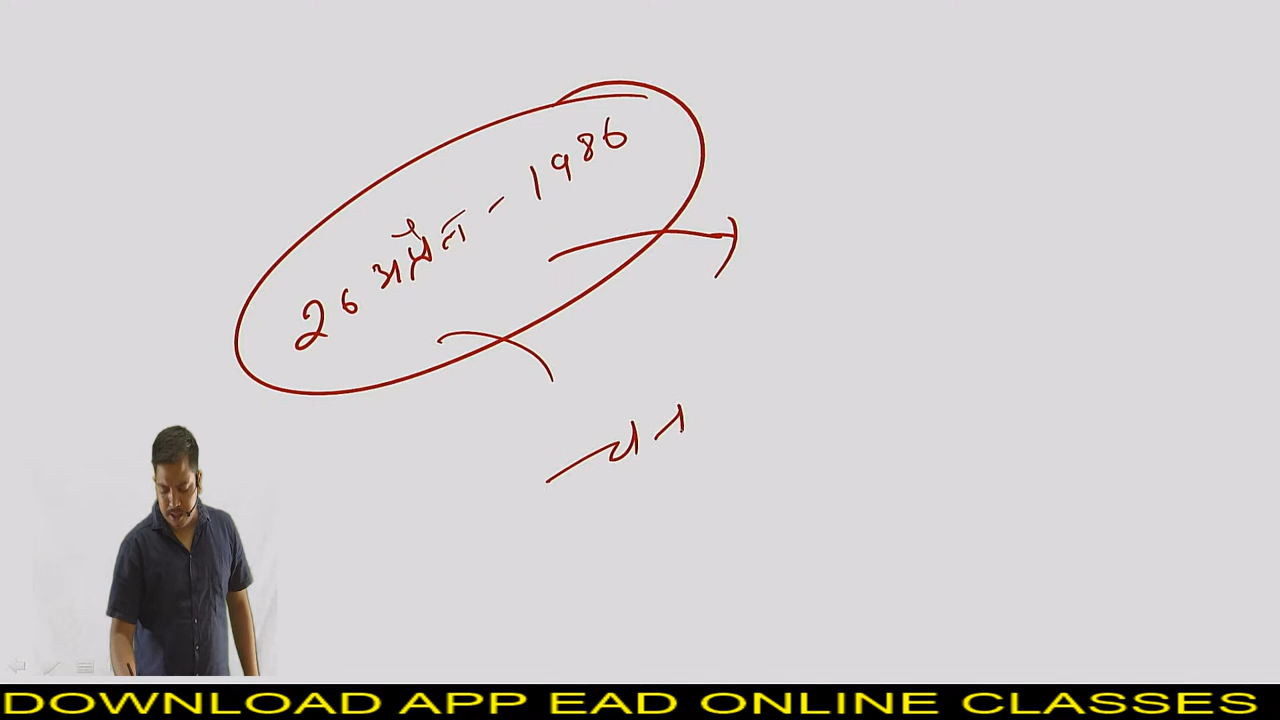 26 अप्रैल - 1986
DOWNLOAD APP EAD ONLINE CLASSES